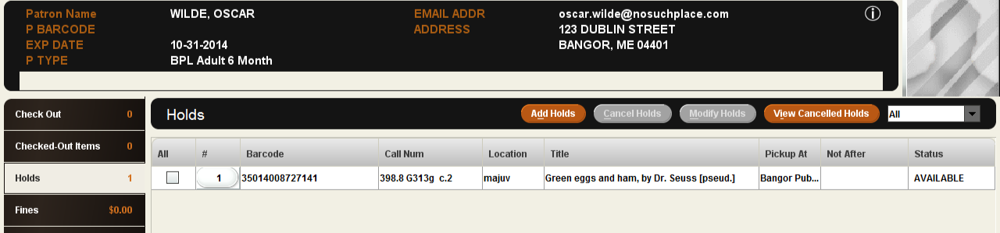 Patron Name WILDE, OSCAR EMAIL ADDR oscar.wilde@nosuchplace.com
P BARCODE ADDRESS 123 DUBLIN STREET
EXP DATE 10-31-2014 BANGOR, ME 04401
P TYPE BPL Adult 6 Month
Check Out 0
Checked-Out Items 0
Holds 1
Fines $0.00
Holds Add Holds Cancel Holds Modify Holds View Cancelled Holds All
All # Barcode Call Num Location Title Pickup At Not After Status
1 35014008727141 398.8 G313g c.2 majuv Green eggs and ham, by Dr. Seuss [pseud.] Bangor Pub... AVAILABLE